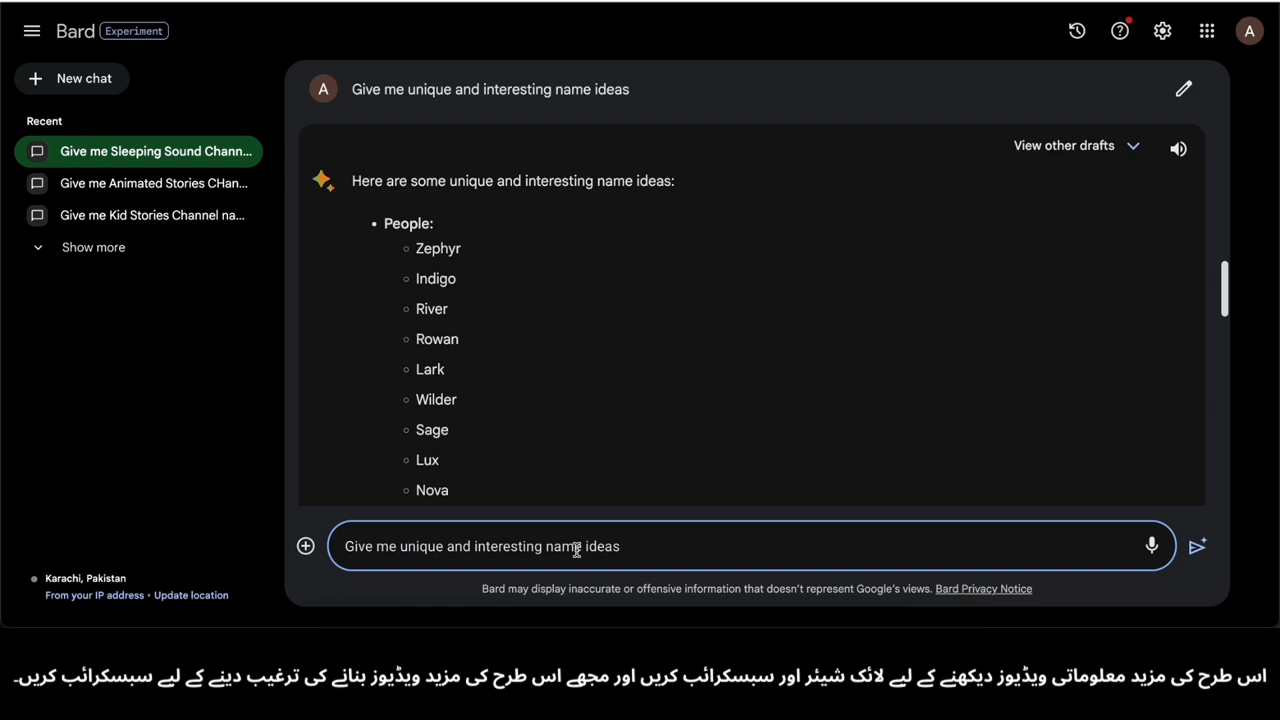 Bard Experiment
A
New chat
Recent
Give me Sleeping Sound Chann...
Give me Animated Stories CHan...
Give me Kid Stories Channel na...
Show more
Karachi, Pakistan
From your IP address • Update location
A Give me unique and interesting name ideas
View other drafts
Here are some unique and interesting name ideas:
• People:
○ Zephyr
○ Indigo
○ River
○ Rowan
○ Lark
○ Wilder
○ Sage
○ Lux
○ Nova
Give me unique and interesting name ideas
Bard may display inaccurate or offensive information that doesn't represent Google's views. Bard Privacy Notice
اس طرح کی مزید معلوماتی ویڈیوز دیکھنے کے لیے لائک شیئر اور سبسکرائب کریں اور مجھے اس طرح کی مزید ویڈیوز بنانے کی ترغیب دینے کے لیے سبسکرائب کریں۔